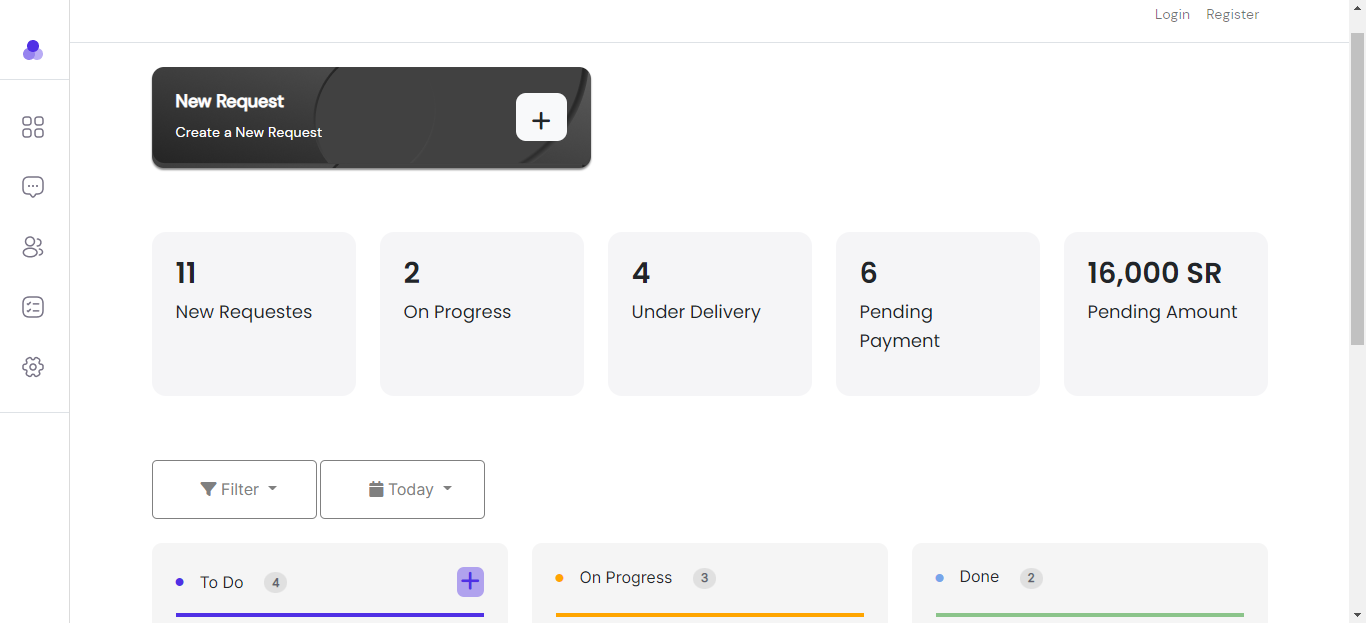 Login Register
New Request
Create a New Request
11
New Requestes
2
On Progress
4
Under Delivery
6
Pending
Payment
16,000 SR
Pending Amount
Filter
Today
To Do 4
On Progress 3
Done 2